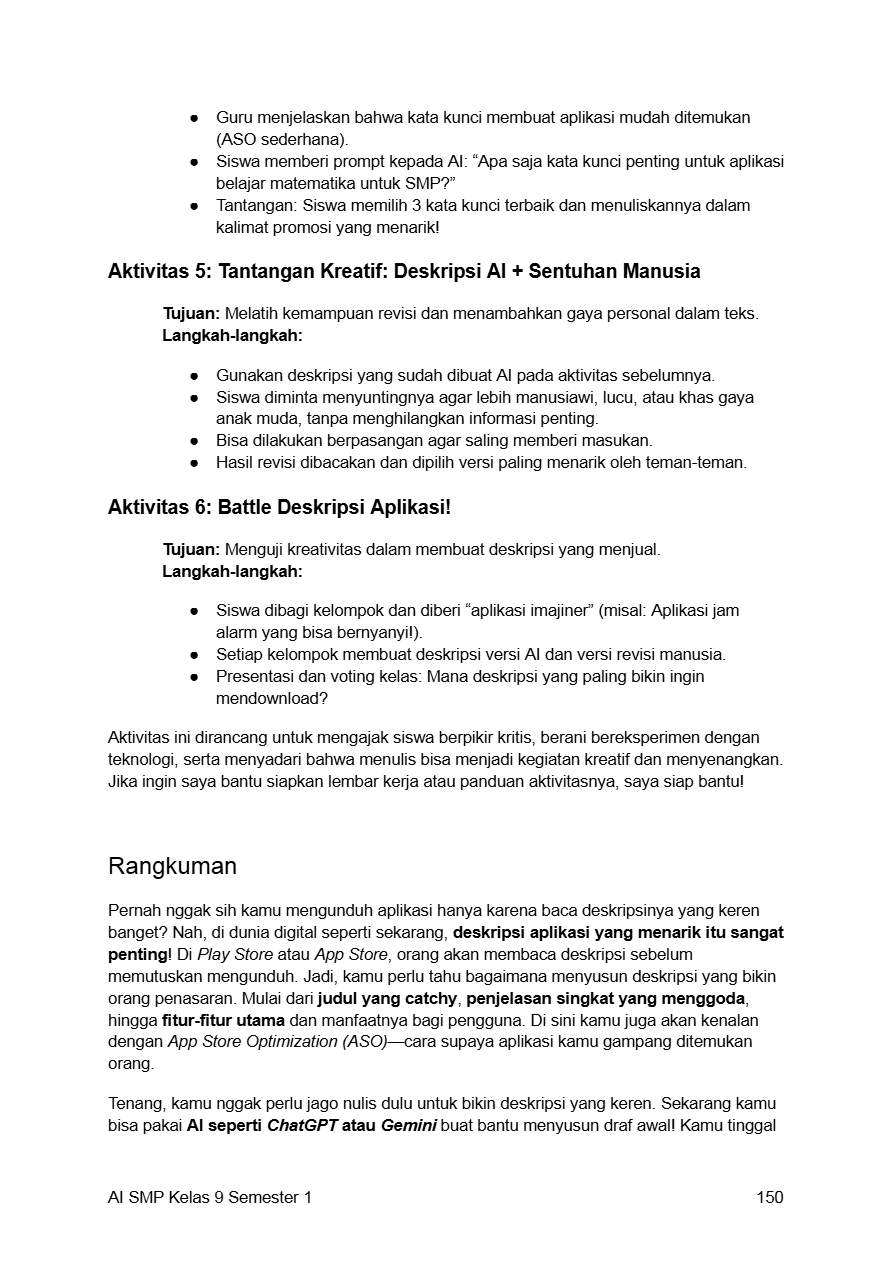 ● Guru menjelaskan bahwa kata kunci membuat aplikasi mudah ditemukan
(ASO sederhana).
● Siswa memberi prompt kepada AI: “Apa saja kata kunci penting untuk aplikasi
belajar matematika untuk SMP?”
● Tantangan: Siswa memilih 3 kata kunci terbaik dan menuliskannya dalam
kalimat promosi yang menarik!
Aktivitas 5: Tantangan Kreatif: Deskripsi AI + Sentuhan Manusia
Tujuan: Melatih kemampuan revisi dan menambahkan gaya personal dalam teks.
Langkah-langkah:
● Gunakan deskripsi yang sudah dibuat AI pada aktivitas sebelumnya.
● Siswa diminta menyuntingnya agar lebih manusiawi, lucu, atau khas gaya
anak muda, tanpa menghilangkan informasi penting.
● Bisa dilakukan berpasangan agar saling memberi masukan.
● Hasil revisi dibacakan dan dipilih versi paling menarik oleh teman-teman.
Aktivitas 6: Battle Deskripsi Aplikasi!
Tujuan: Menguji kreativitas dalam membuat deskripsi yang menjual.
Langkah-langkah:
● Siswa dibagi kelompok dan diberi “aplikasi imajiner” (misal: Aplikasi jam
alarm yang bisa bernyanyi!).
● Setiap kelompok membuat deskripsi versi AI dan versi revisi manusia.
● Presentasi dan voting kelas: Mana deskripsi yang paling bikin ingin
mendownload?
Aktivitas ini dirancang untuk mengajak siswa berpikir kritis, berani bereksperimen dengan
teknologi, serta menyadari bahwa menulis bisa menjadi kegiatan kreatif dan menyenangkan.
Jika ingin saya bantu siapkan lembar kerja atau panduan aktivitasnya, saya siap bantu!
Rangkuman
Pernah nggak sih kamu mengunduh aplikasi hanya karena baca deskripsinya yang keren
banget? Nah, di dunia digital seperti sekarang, deskripsi aplikasi yang menarik itu sangat
penting! Di Play Store atau App Store, orang akan membaca deskripsi sebelum
memutuskan mengunduh. Jadi, kamu perlu tahu bagaimana menyusun deskripsi yang bikin
orang penasaran. Mulai dari judul yang catchy, penjelasan singkat yang menggoda,
hingga fitur-fitur utama dan manfaatnya bagi pengguna. Di sini kamu juga akan kenalan
dengan App Store Optimization (ASO)—cara supaya aplikasi kamu gampang ditemukan
orang.
Tenang, kamu nggak perlu jago nulis dulu untuk bikin deskripsi yang keren. Sekarang kamu
bisa pakai AI seperti ChatGPT atau Gemini buat bantu menyusun draf awal! Kamu tinggal
AI SMP Kelas 9 Semester 1 150